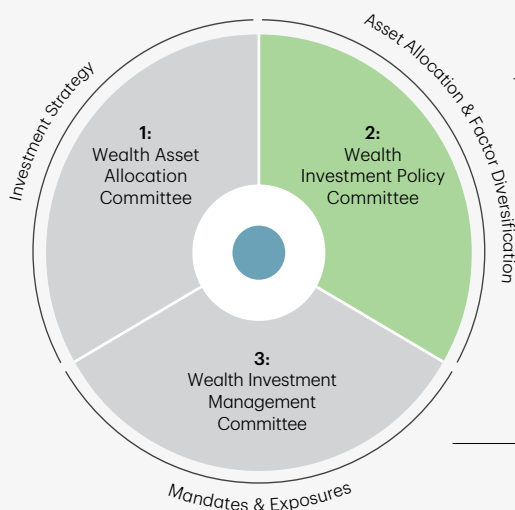 Investment Strategy
Asset Allocation & Factor Diversification
1:
Wealth Asset
Allocation
Committee
2:
Wealth
Investment Policy
Committee
3:
Wealth Investment
Management
Committee
Mandates & Exposures